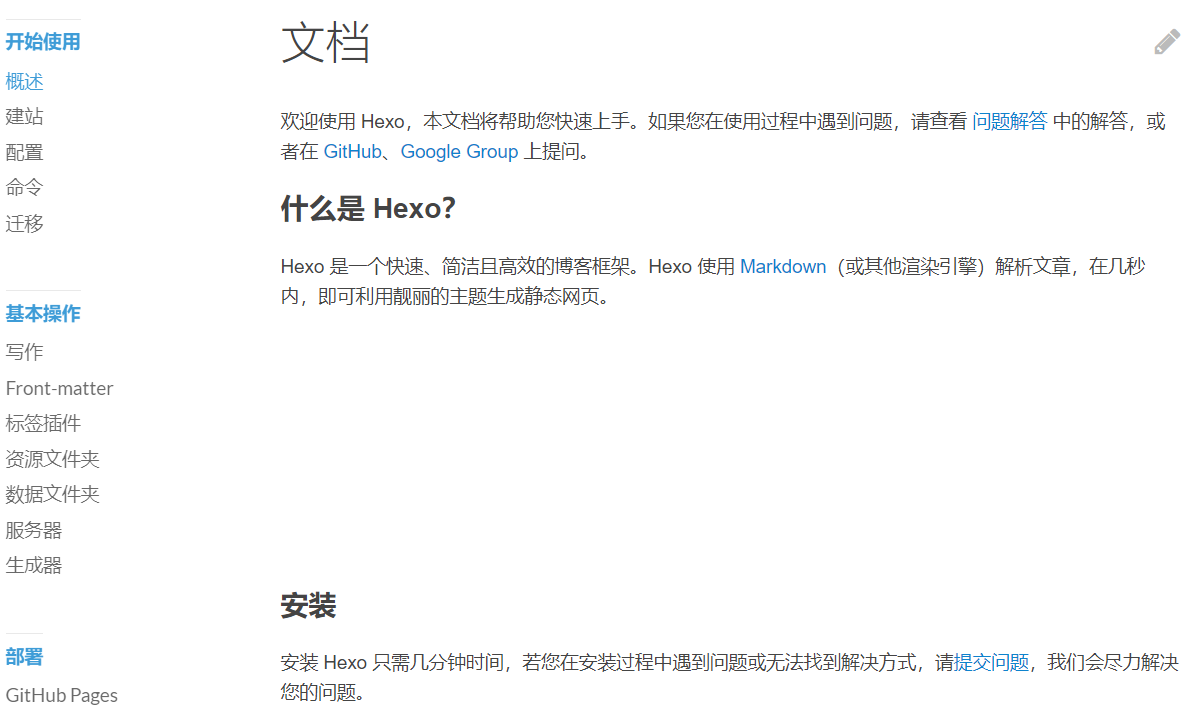 开始使用
概述
建站
配置
命令
迁移
基本操作
写作
Front-matter
标签插件
资源文件夹
数据文件夹
服务器
生成器
部署
GitHub Pages
文档
欢迎使用 Hexo，本文档将帮助您快速上手。如果您在使用过程中遇到问题，请查看 问题解答 中的解答，或
者在 GitHub、Google Group 上提问。
什么是 Hexo？
Hexo 是一个快速、简洁且高效的博客框架。Hexo 使用 Markdown（或其他渲染引擎）解析文章，在几秒
内，即可利用靓丽的主题生成静态网页。
安装
安装 Hexo 只需几分钟时间，若您在安装过程中遇到问题或无法找到解决方式，请提交问题，我们会尽力解决
您的问题。